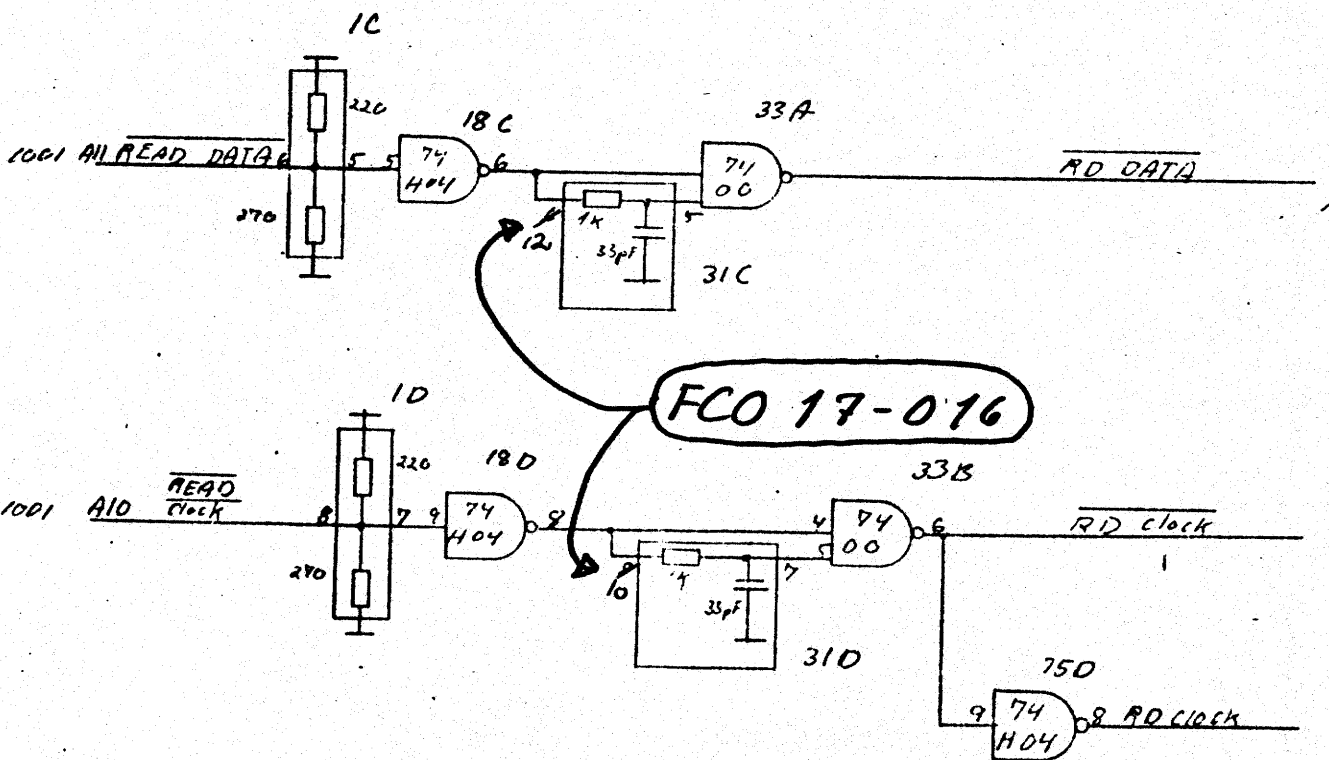 1C
220
18C
33A
1001 A11 READ DATA 6 5 5 74 H04 6 74 00 RD DATA
270
12 1K 5
33pF
31C
FCO 17-016
1D
220
18D
33B
1001 A10 READ Clock 8 7 9 74 H04 8 4 74 00 6 RD Clock
270
10 1K 7 5
33pF
31D
75D
9 74 H04 8 RD Clock